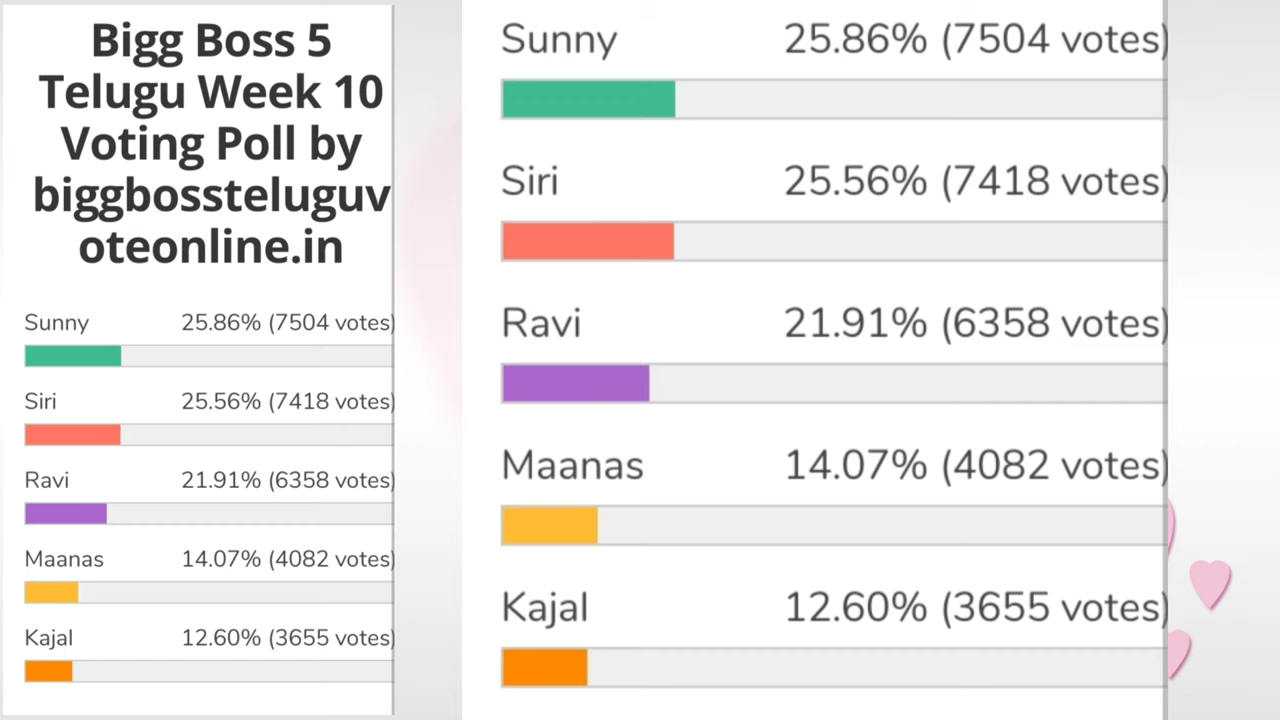 Bigg Boss 5
Telugu Week 10
Voting Poll by
biggbossteluguv
oteonline.in
Sunny 25.86% (7504 votes)
Siri 25.56% (7418 votes)
Ravi 21.91% (6358 votes)
Maanas 14.07% (4082 votes)
Kajal 12.60% (3655 votes)
Sunny 25.86% (7504 votes)
Siri 25.56% (7418 votes)
Ravi 21.91% (6358 votes)
Maanas 14.07% (4082 votes)
Kajal 12.60% (3655 votes)